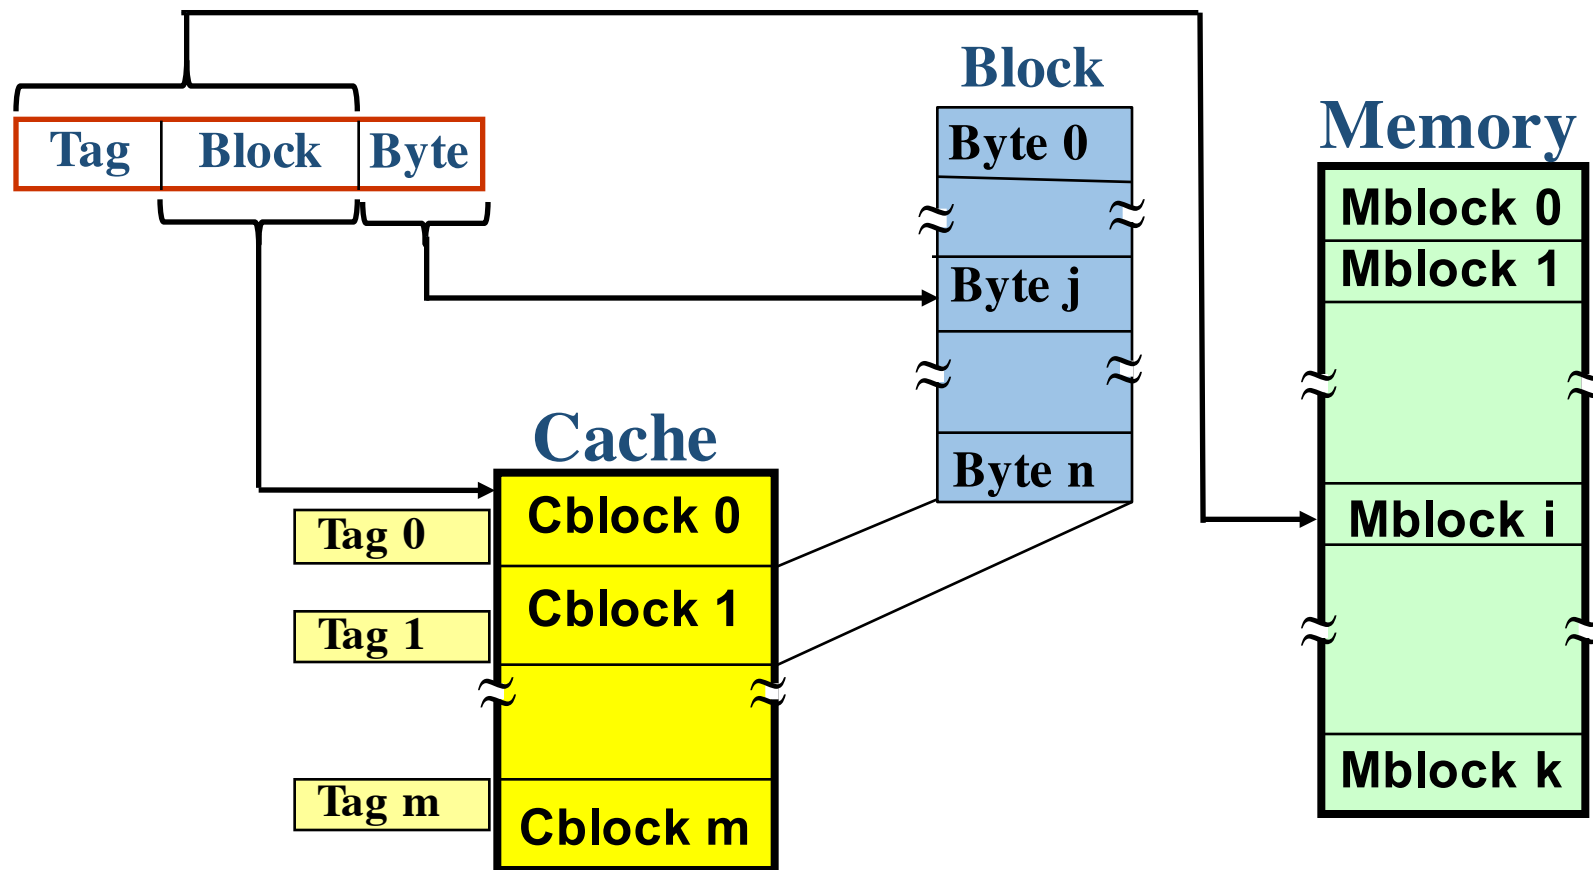 Tag Block Byte
Block
Byte 0
Byte j
Byte n
Memory
Mblock 0
Mblock 1
Mblock i
Mblock k
Cache
Tag 0
Cblock 0
Tag 1
Cblock 1
Tag m
Cblock m